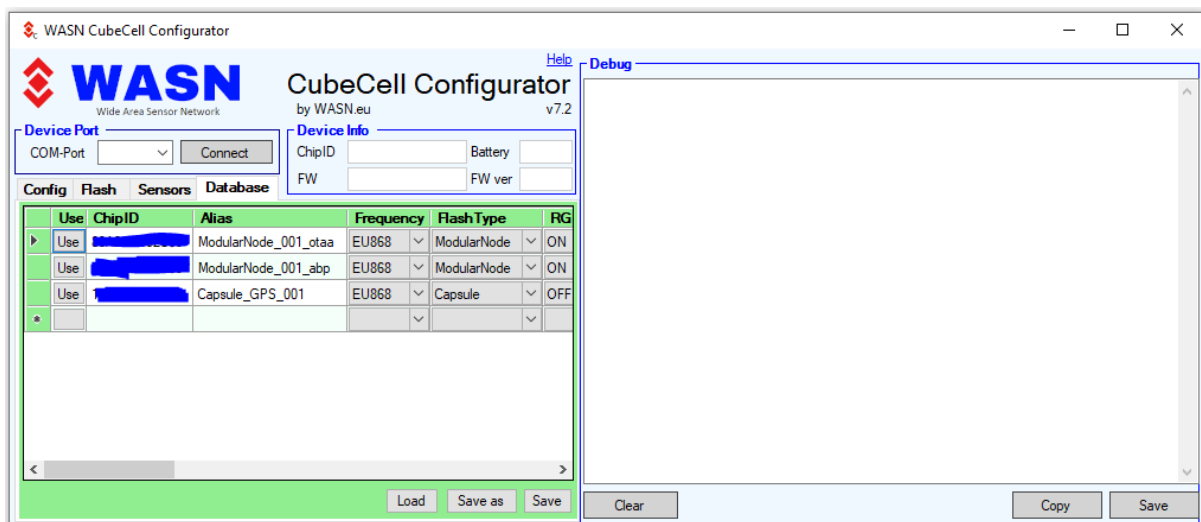 WASN CubeCell Configurator
Help
WASN
Wide Area Sensor Network
CubeCell Configurator
by WASN.eu v7.2
Device Port
COM-Port Connect
Device Info
ChipID Battery
FW FW ver
Config Flash Sensors Database
Use ChipID Alias Frequency FlashType RG
Use ModularNode_001_otaa EU868 ModularNode ON
Use ModularNode_001_abp EU868 ModularNode ON
Use Capsule_GPS_001 EU868 Capsule OFF
Load Save as Save
Debug
Clear Copy Save